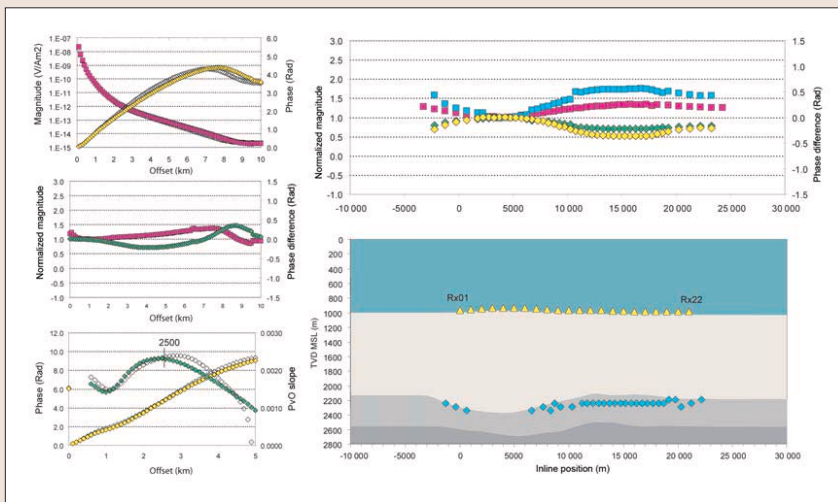 Magnitude (V/Am2)
1.E-07
1.E-08
1.E-09
1.E-10
1.E-11
1.E-12
1.E-13
1.E-14
1.E-15
6.0
5.0
4.0
3.0
2.0
1.0
0.0
Phase (Rad)
0 1 2 3 4 5 6 7 8 9 10
Offset (km)
Normalized magnitude
3.0
2.5
2.0
1.5
1.0
0.5
0.0
-0.5
-1.0
1.5
1.0
0.5
0.0
-0.5
-1.0
-1.5
Phase difference (Rad)
0 1 2 3 4 5 6 7 8 9 10
Offset (km)
2500
Phase (Rad)
12.0
10.0
8.0
6.0
4.0
2.0
0.0
0.0030
0.0020
0.0010
0.0000
PvO slope
0 1 2 3 4 5
Offset (km)
Normalized magnitude
3.0
2.5
2.0
1.5
1.0
0.5
0.0
-0.5
-1.0
1.5
1.0
0.5
0.0
-0.5
-1.0
-1.5
Phase difference (Rad)
-10 000 -5000 0 5000 10 000 15 000 20 000 25 000 30 000
TVD MSL (m)
0
200
400
600
800
1000
1200
1400
1600
1800
2000
2200
2400
2600
2800
Rx01
Rx22
-10 000 -5000 0 5000 10 000 15 000 20 000 25 000 30 000
Inline position (m)